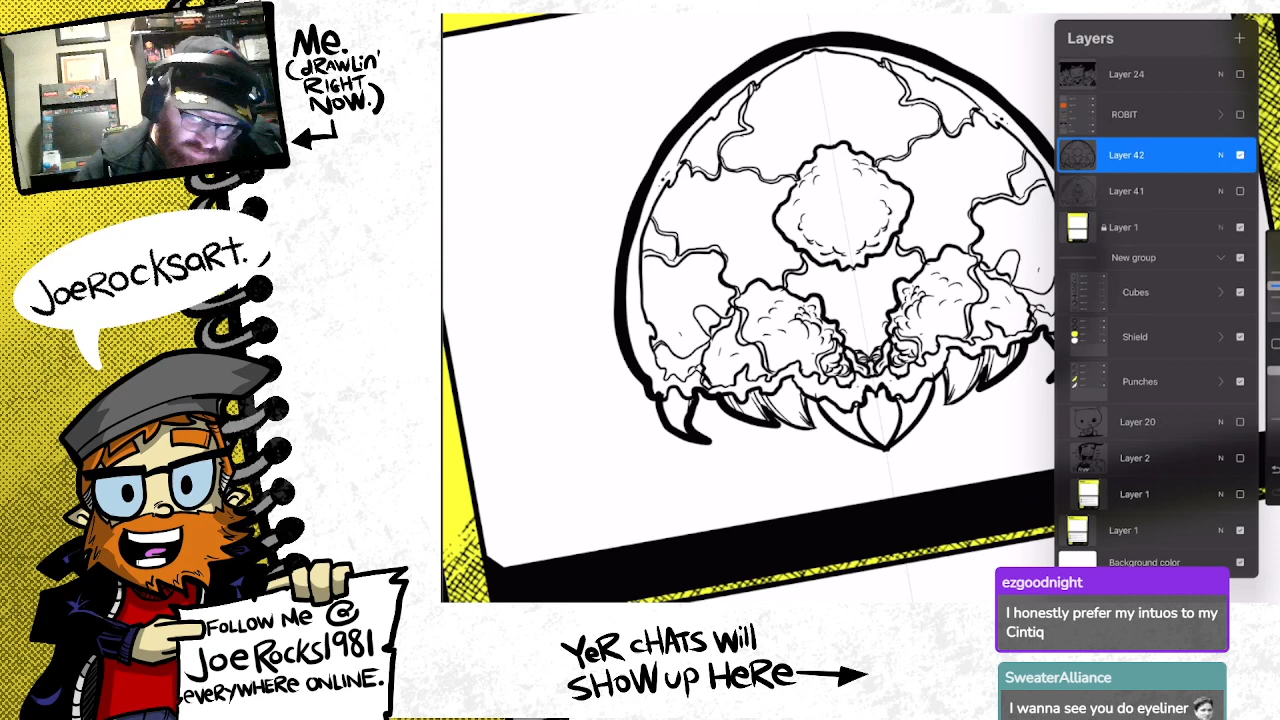 Me.
(dRAWLin'
RIGHT
NOW.)
JOEROCKSART.
FOLLOW Me @
JoeRocks1981
everywhere online.
YeR cHATS Will
SHOW up HeRe
Layers
+
Layer 24 N
ROBIT
Layer 42 N
Layer 41 N
Layer 1 N
New group
Cubes
Shield
Punches
Layer 20 N
Layer 2 N
Layer 1 N
Layer 1 N
Background color
ezgoodnight
I honestly prefer my intuos to my
Cintiq
SweaterAlliance
I wanna see you do eyeliner